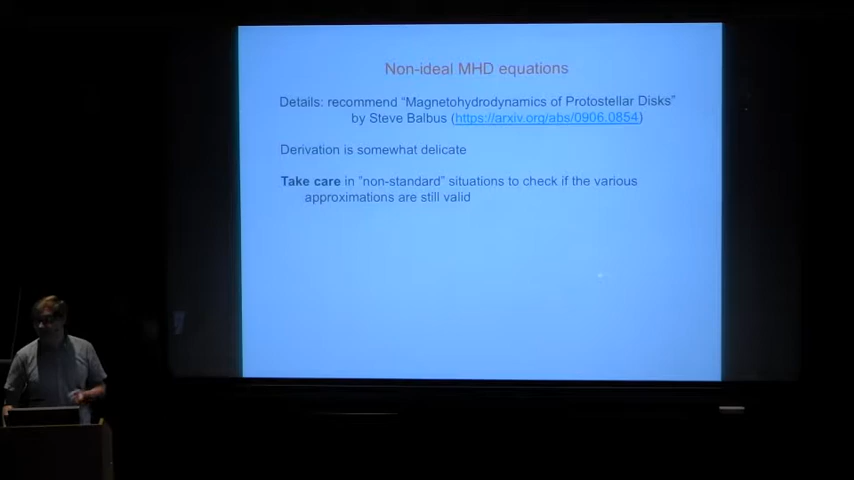 Non-ideal MHD equations
Details: recommend “Magnetohydrodynamics of Protostellar Disks”
by Steve Balbus (https://arxiv.org/abs/0906.0854)
Derivation is somewhat delicate
Take care in ”non-standard” situations to check if the various
approximations are still valid